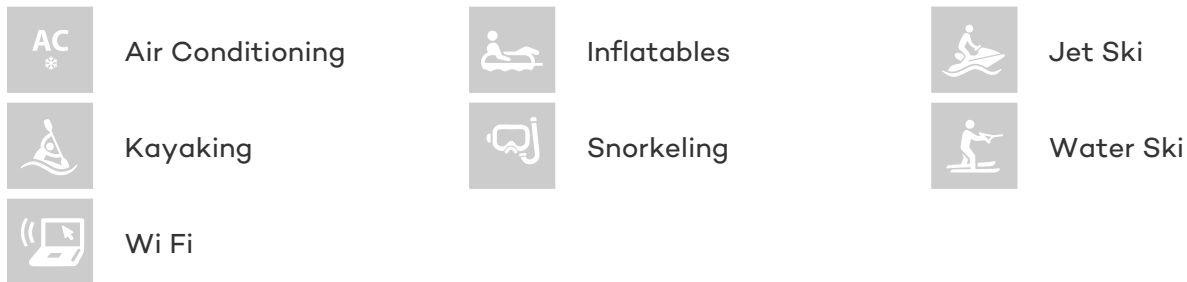 AC
Air Conditioning
Inflatables
Jet Ski
Kayaking
Snorkeling
Water Ski
Wi Fi